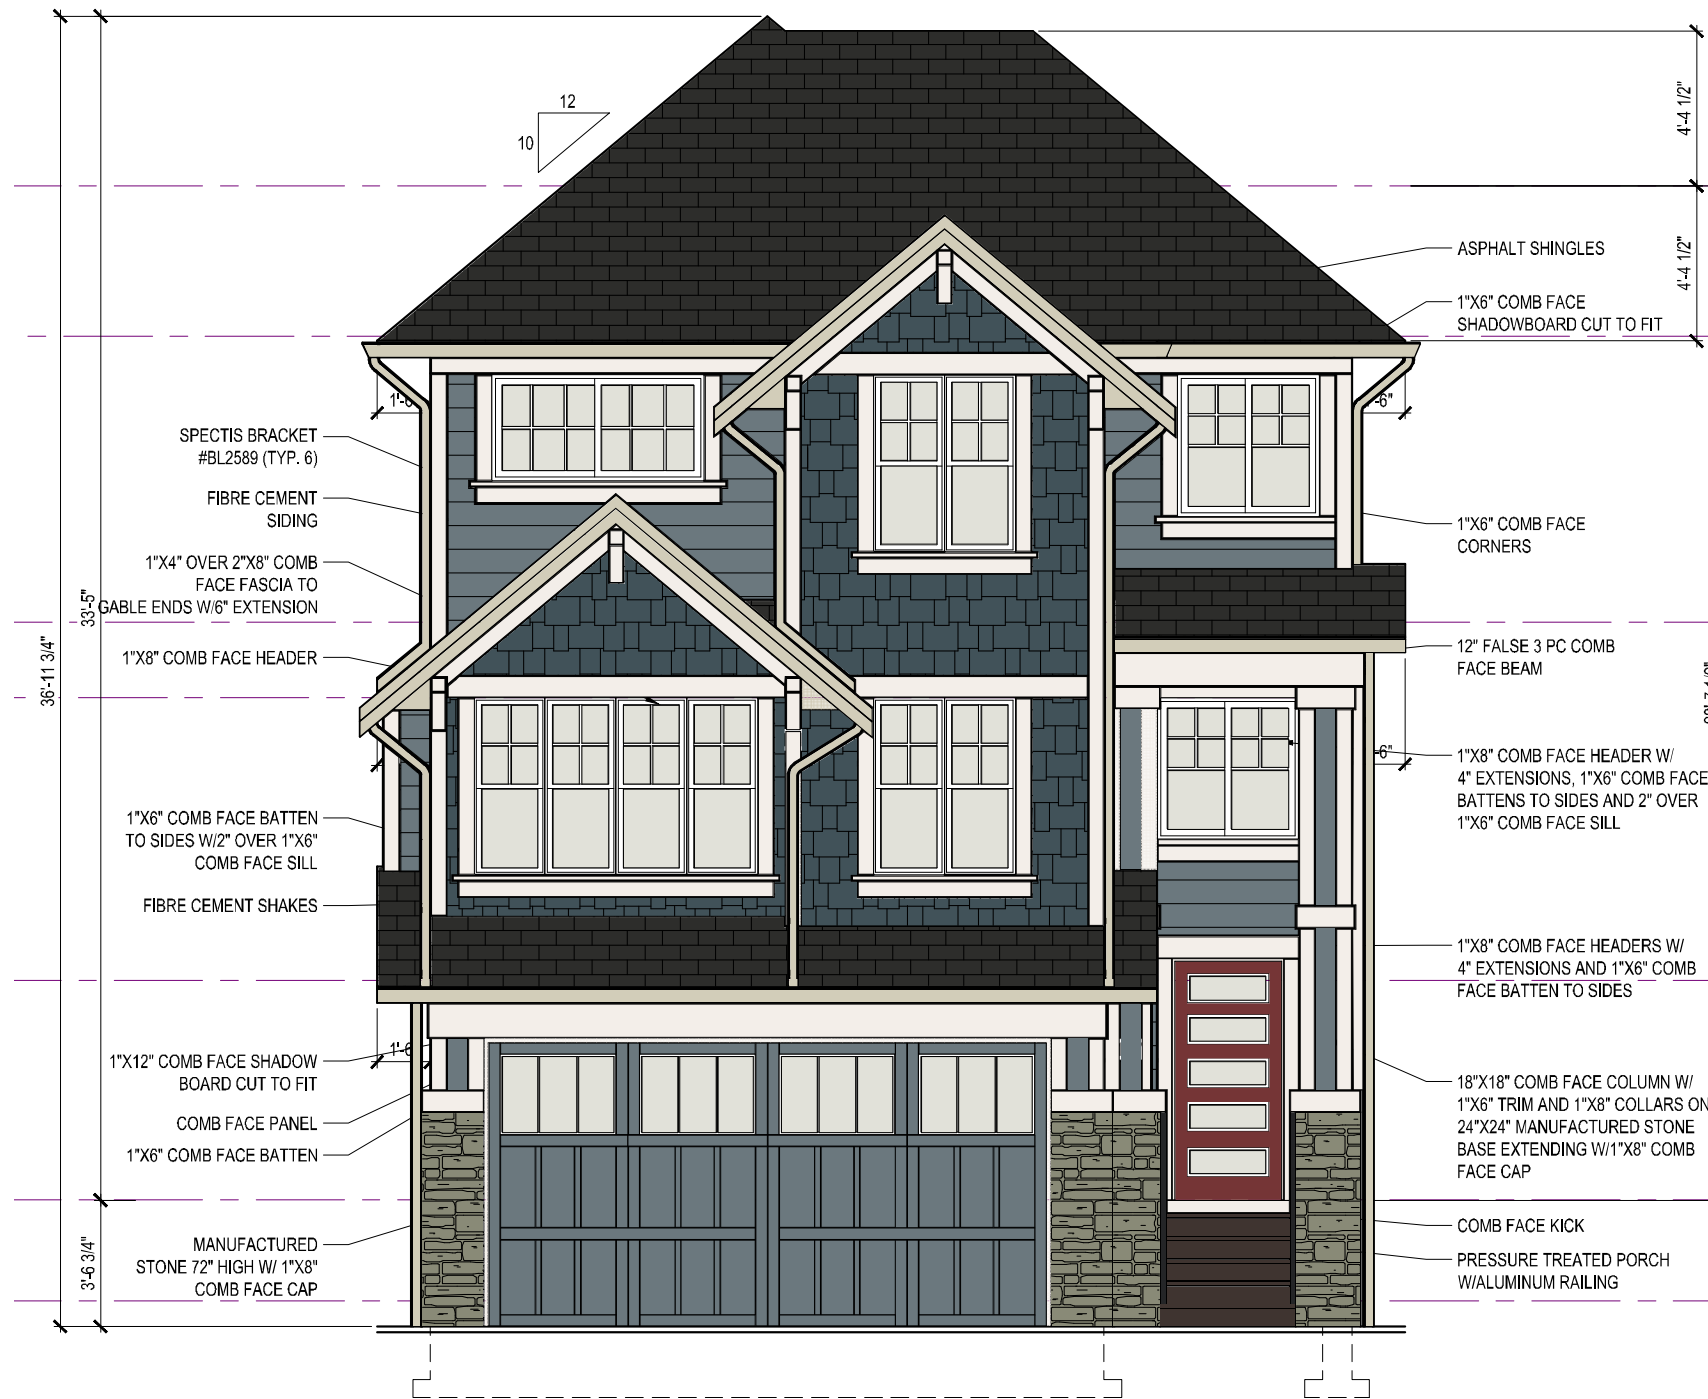 12
10
4'-4 1/2"
4'-4 1/2"
ASPHALT SHINGLES
1"X6" COMB FACE
SHADOWBOARD CUT TO FIT
1'-6
-6"
SPECTIS BRACKET
#BL2589 (TYP. 6)
FIBRE CEMENT
SIDING
1"X4" OVER 2"X8" COMB
FACE FASCIA TO
GABLE ENDS W/6" EXTENSION
1"X8" COMB FACE HEADER
33'-5"
36'-11 3/4"
1"X6" COMB FACE
CORNERS
12" FALSE 3 PC COMB
FACE BEAM
-6"
1"X8" COMB FACE HEADER W/
4" EXTENSIONS, 1"X6" COMB FACE
BATTENS TO SIDES AND 2" OVER
1"X6" COMB FACE SILL
1"X6" COMB FACE BATTEN
TO SIDES W/2" OVER 1"X6"
COMB FACE SILL
FIBRE CEMENT SHAKES
1"X8" COMB FACE HEADERS W/
4" EXTENSIONS AND 1"X6" COMB
FACE BATTEN TO SIDES
1'-6
1"X12" COMB FACE SHADOW
BOARD CUT TO FIT
COMB FACE PANEL
1"X6" COMB FACE BATTEN
18"X18" COMB FACE COLUMN W/
1"X6" TRIM AND 1"X8" COLLARS ON
24"X24" MANUFACTURED STONE
BASE EXTENDING W/1"X8" COMB
FACE CAP
MANUFACTURED
STONE 72" HIGH W/ 1"X8"
COMB FACE CAP
3'-6 3/4"
COMB FACE KICK
PRESSURE TREATED PORCH
W/ALUMINUM RAILING